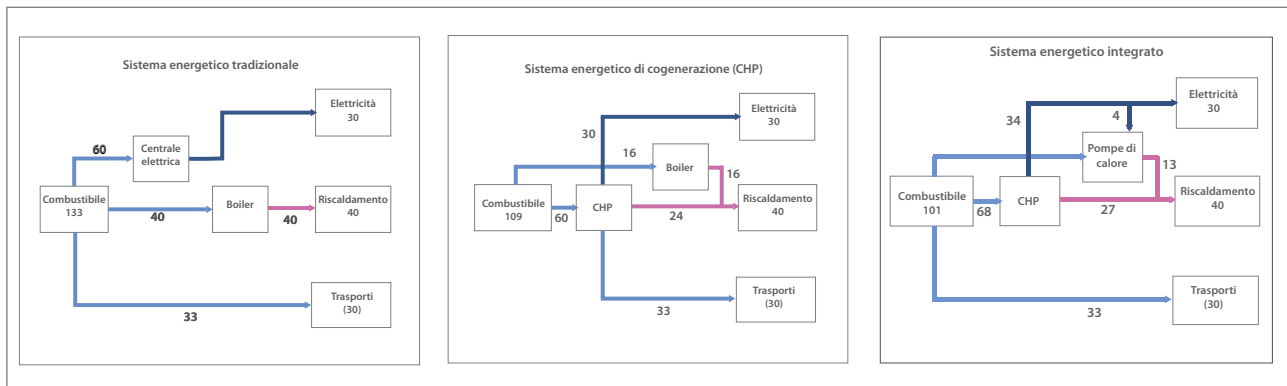 Sistema energetico tradizionale
Elettricità
30
60
Centrale
elettrica
Combustibile
133
40
Boiler
40
Riscaldamento
40
33
Trasporti
(30)
Sistema energetico di cogenerazione (CHP)
Elettricità
30
30
16
Boiler
16
Combustibile
109
60
CHP
24
Riscaldamento
40
33
Trasporti
(30)
Sistema energetico integrato
Elettricità
30
34
4
Pompe di
calore
13
Combustibile
101
68
CHP
27
Riscaldamento
40
33
Trasporti
(30)